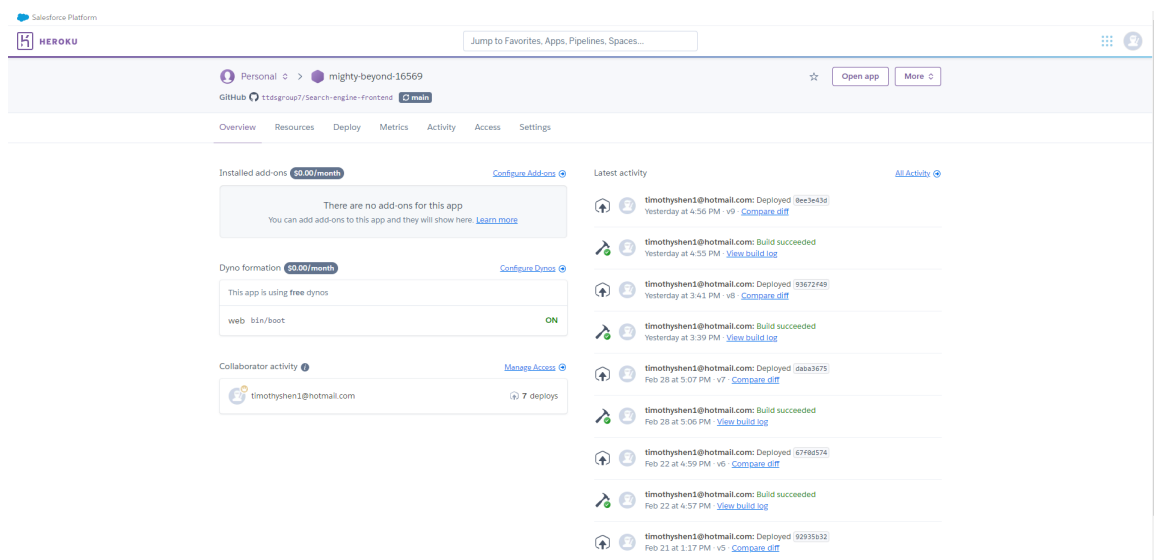 Salesforce Platform
HEROKU
Jump to Favorites, Apps, Pipelines, Spaces...
Personal > mighty-beyond-16569
Open app
More
GitHub ttdsgroup7/Search-engine-frontend main
Overview Resources Deploy Metrics Activity Access Settings
Installed add-ons $0.00/month
Configure Add-ons
There are no add-ons for this app
You can add add-ons to this app and they will show here. Learn more
Dyno formation $0.00/month
Configure Dynos
This app is using free dynos
web bin/boot ON
Collaborator activity
Manage Access
timothyshen1@hotmail.com 7 deploys
Latest activity
All Activity
timothyshen1@hotmail.com: Deployed 0ee3e43d
Yesterday at 4:56 PM · v9 · Compare diff
timothyshen1@hotmail.com: Build succeeded
Yesterday at 4:55 PM · View build log
timothyshen1@hotmail.com: Deployed 93672f49
Yesterday at 3:41 PM · v8 · Compare diff
timothyshen1@hotmail.com: Build succeeded
Yesterday at 3:39 PM · View build log
timothyshen1@hotmail.com: Deployed daba3675
Feb 28 at 5:07 PM · v7 · Compare diff
timothyshen1@hotmail.com: Build succeeded
Feb 28 at 5:06 PM · View build log
timothyshen1@hotmail.com: Deployed 67f0d574
Feb 22 at 4:59 PM · v6 · Compare diff
timothyshen1@hotmail.com: Build succeeded
Feb 22 at 4:57 PM · View build log
timothyshen1@hotmail.com: Deployed 92035b32
Feb 21 at 1:17 PM · v5 · Compare diff